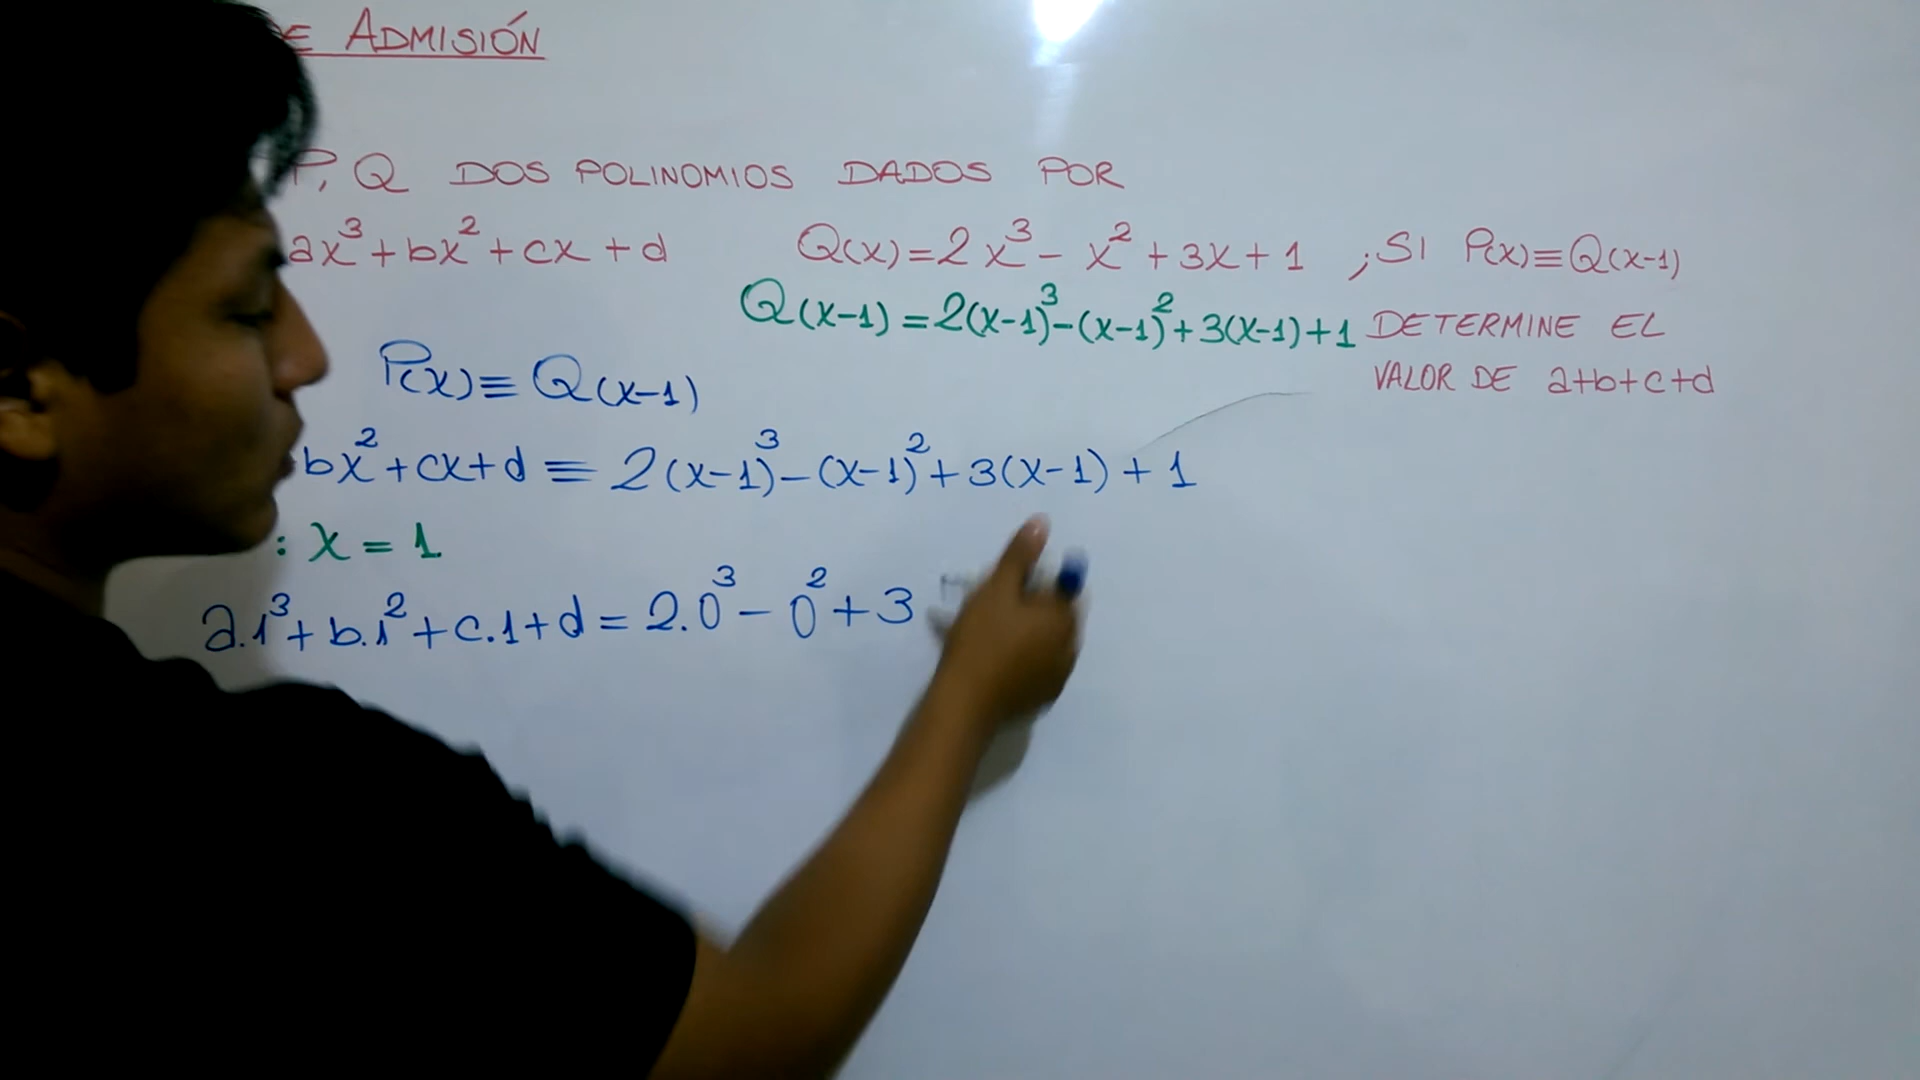 E ADMISIÓN
P, Q DOS POLINOMIOS DADOS POR
ax³+bx²+cx+d Q(x)=2x³-x²+3x+1 ; SI P(x)≡Q(x-1)
Q(x-1)=2(x-1)³-(x-1)²+3(x-1)+1
DETERMINE EL
VALOR DE a+b+c+d
P(x)≡Q(x-1)
bx²+cx+d≡2(x-1)³-(x-1)²+3(x-1)+1
: x=1
a.1³+b.1²+c.1+d=2.0³-0²+3